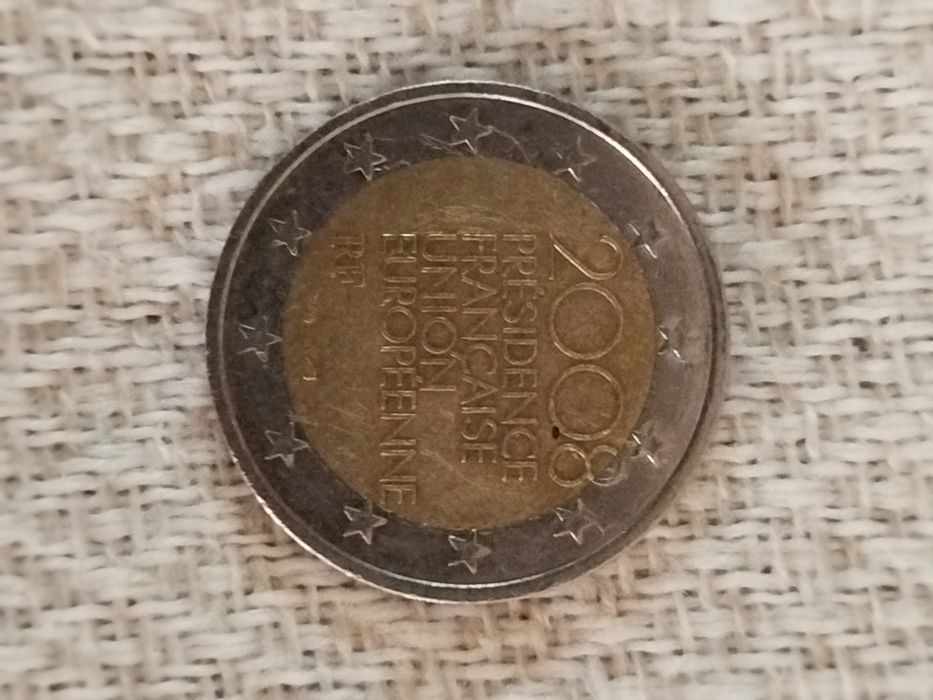 2008
PRÉSIDENCE
FRANÇAISE
UNION
EUROPÉENNE
RF